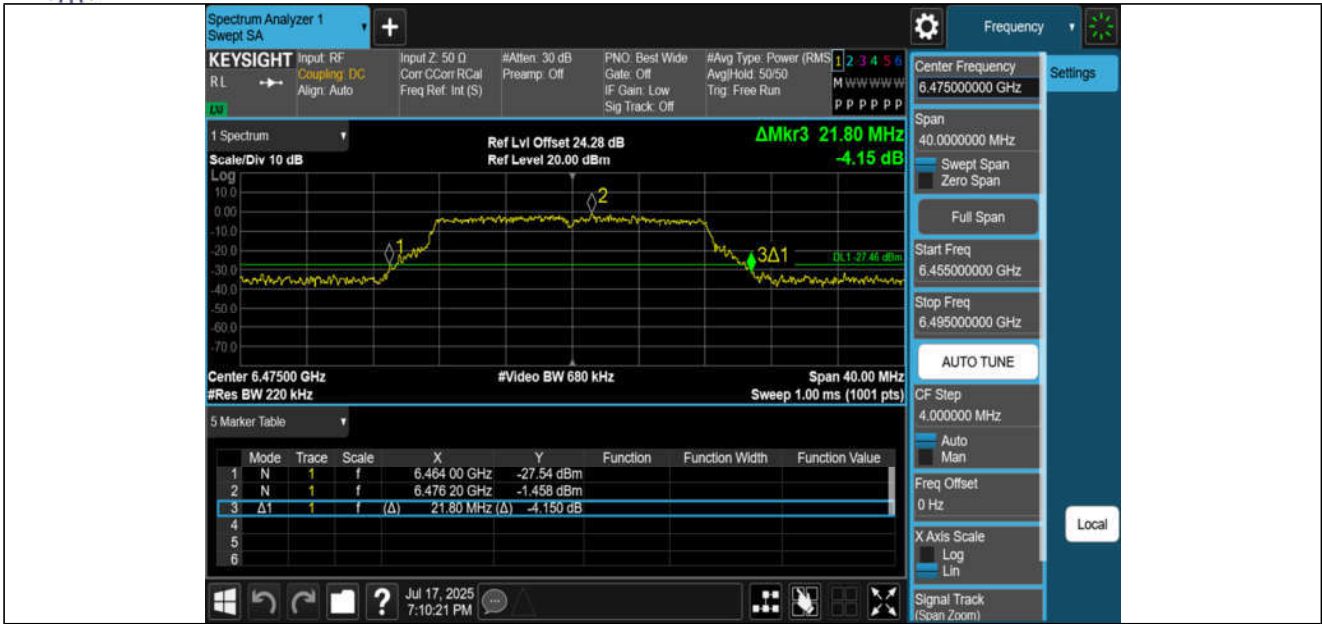 Spectrum Analyzer 1
Swept SA
+
Frequency
KEYSIGHT
RL
LXI
Input: RF
Coupling: DC
Align: Auto
Input Z: 50 Ω
Corr CCorr RCal
Freq Ref: Int (S)
#Atten: 30 dB
Preamp: Off
PNO: Best Wide
Gate: Off
IF Gain: Low
Sig Track: Off
#Avg Type: Power (RMS
Avg|Hold: 50/50
Trig: Free Run
1 2 3 4 5 6
M W W W W W
P P P P P P
1 Spectrum
Scale/Div 10 dB
Log
Ref Lvl Offset 24.28 dB
Ref Level 20.00 dBm
ΔMkr3 21.80 MHz
-4.15 dB
10.0
0.00
-10.0
-20.0
-30.0
-40.0
-50.0
-60.0
-70.0
1
2
3Δ1
DL1 -27.46 dBm
Center 6.47500 GHz
#Res BW 220 kHz
#Video BW 680 kHz
Span 40.00 MHz
Sweep 1.00 ms (1001 pts)
5 Marker Table
Mode Trace Scale X Y Function Function Width Function Value
1 N 1 f 6.464 00 GHz -27.54 dBm
2 N 1 f 6.476 20 GHz -1.458 dBm
3 Δ1 1 f (Δ) 21.80 MHz (Δ) -4.150 dB
4
5
6
?
Jul 17, 2025
7:10:21 PM
Center Frequency
6.475000000 GHz
Settings
Span
40.0000000 MHz
Swept Span
Zero Span
Full Span
Start Freq
6.455000000 GHz
Stop Freq
6.495000000 GHz
AUTO TUNE
CF Step
4.000000 MHz
Auto
Man
Freq Offset
0 Hz
X Axis Scale
Log
Lin
Local
Signal Track
(Span Zoom)